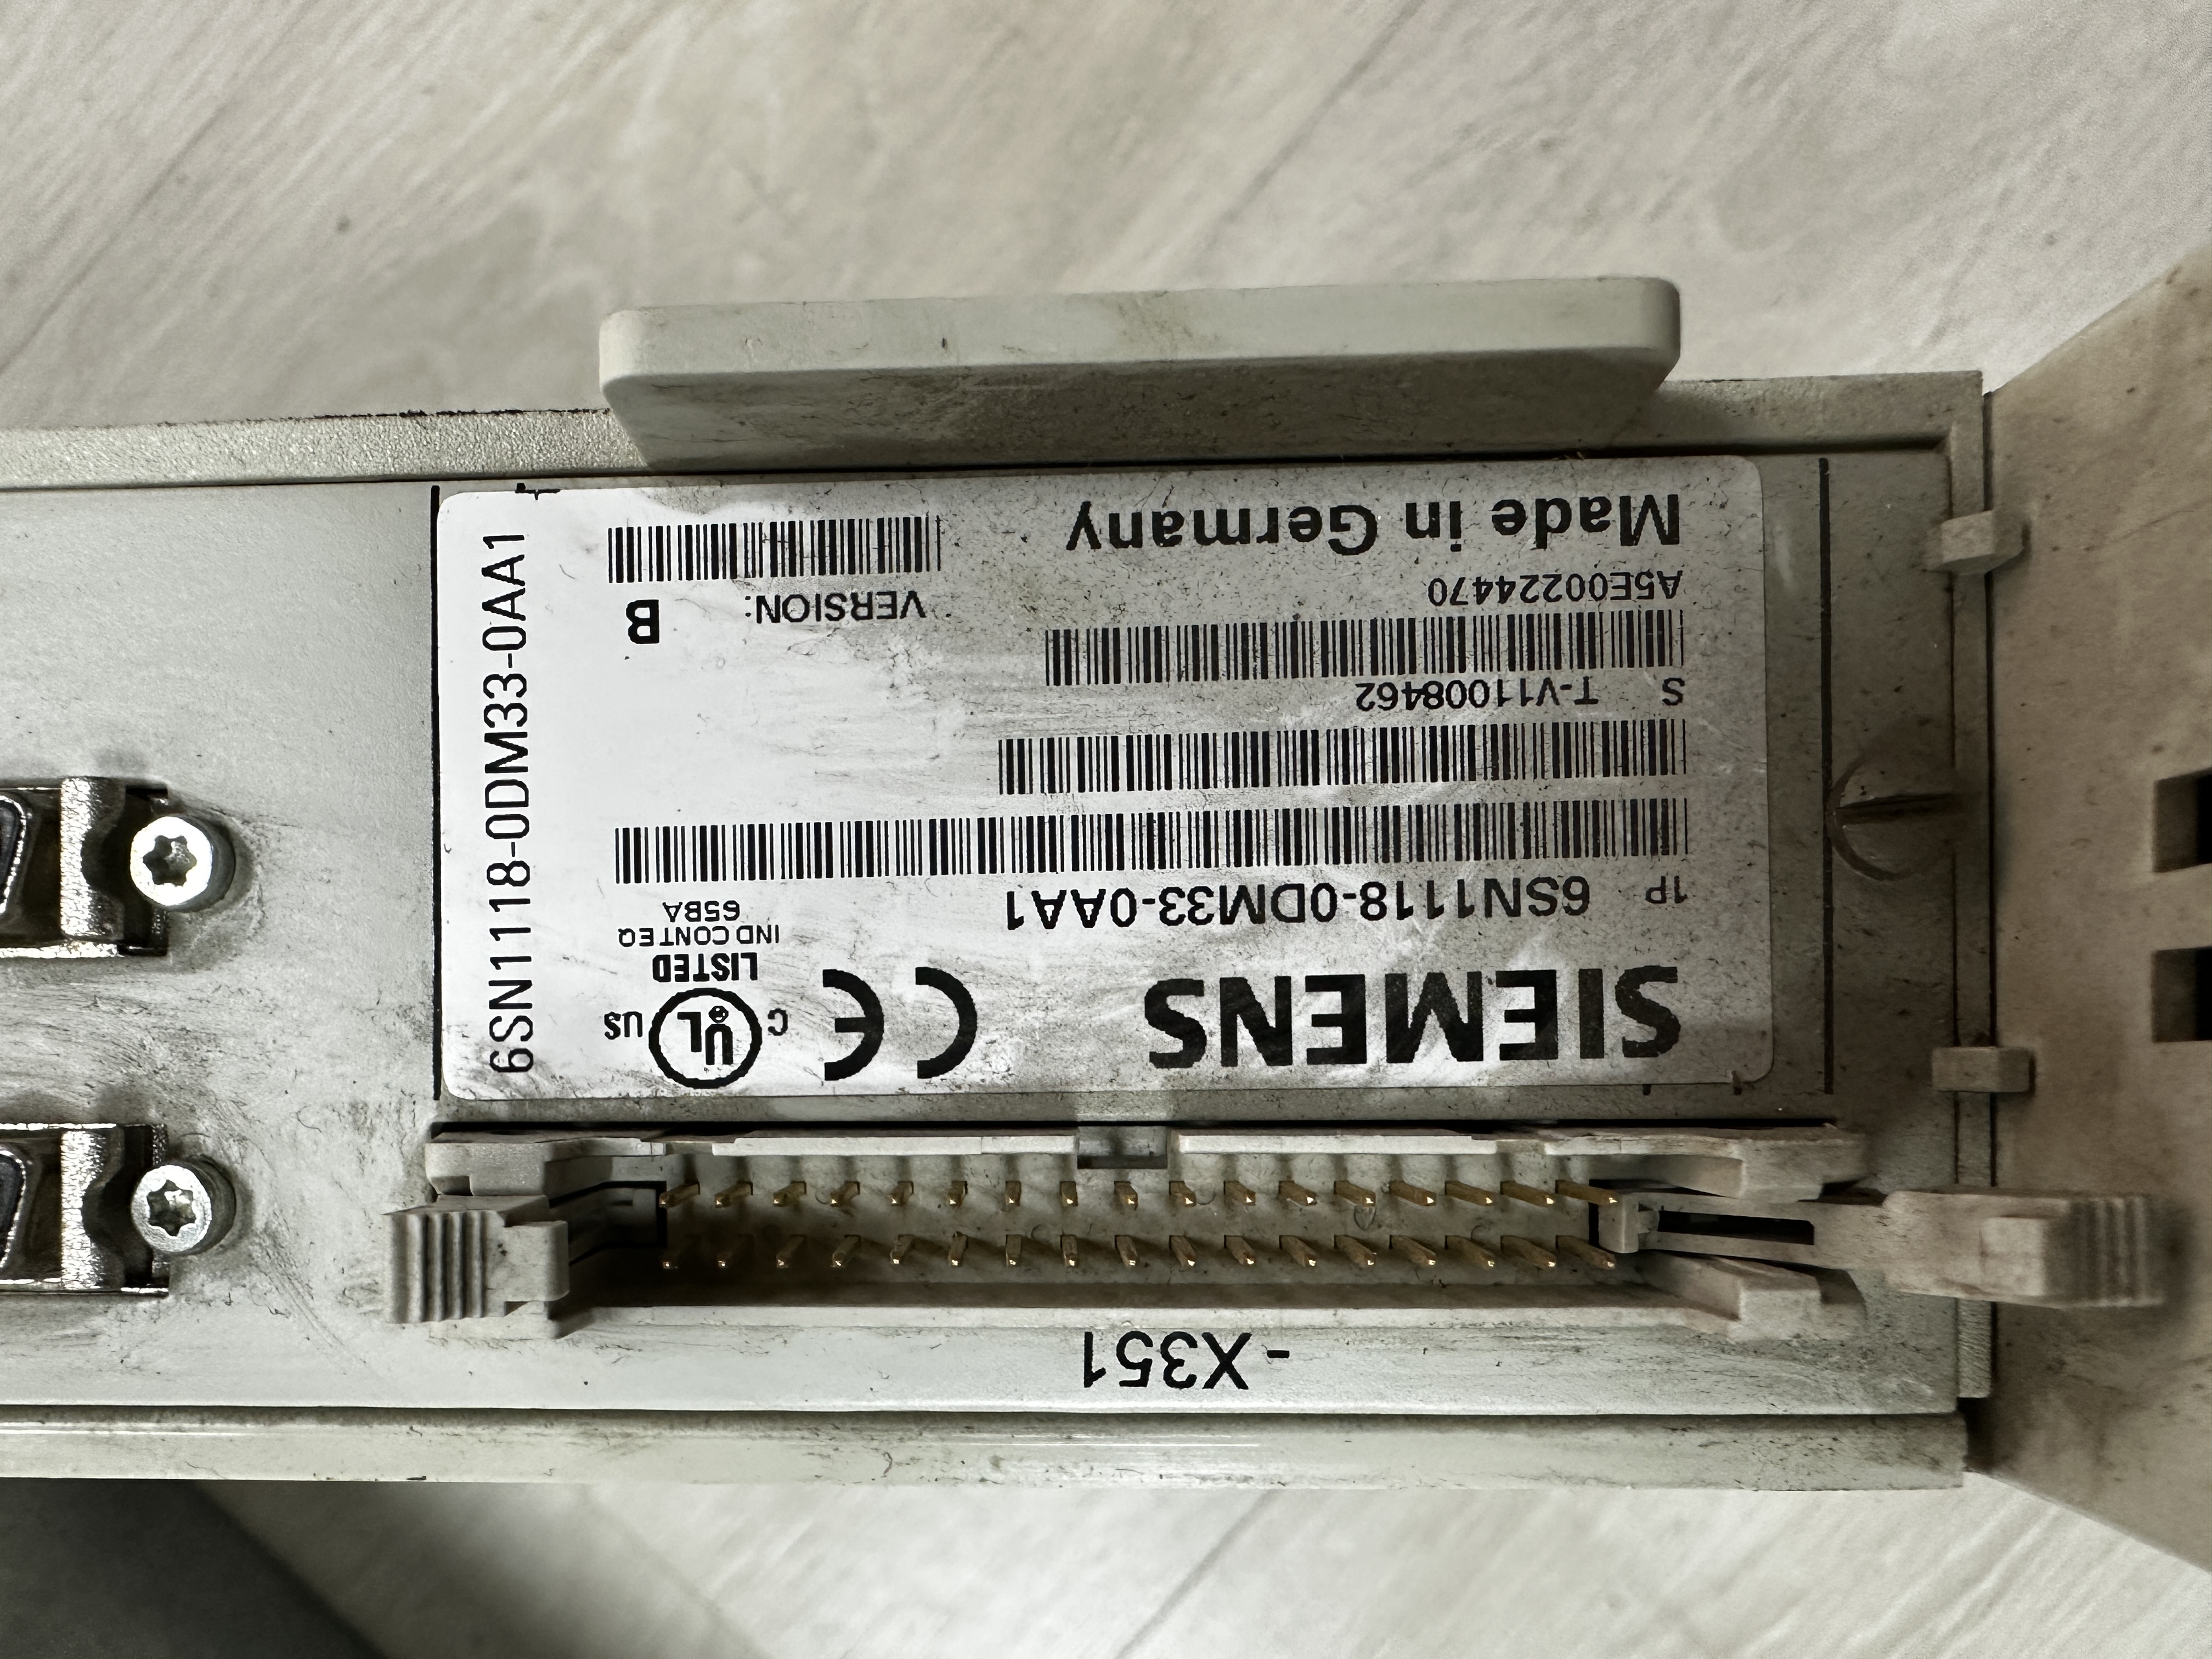 SIEMENS
CE
C UL US
LISTED
IND CONT EQ
65BA
1P 6SN1118-0DM33-0AA1
S T-V11008462
A5E00224470
VERSION: B
Made in Germany
6SN1118-0DM33-0AA1
-X351